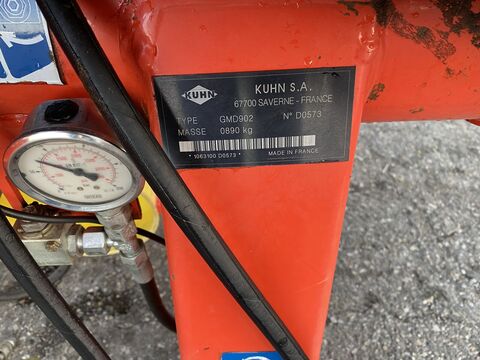 KUHN
KUHN S.A.
67700 SAVERNE - FRANCE
TYPE GMD902 N° D0573
MASSE 0890 kg
*1063100 D0573*
MADE IN FRANCE